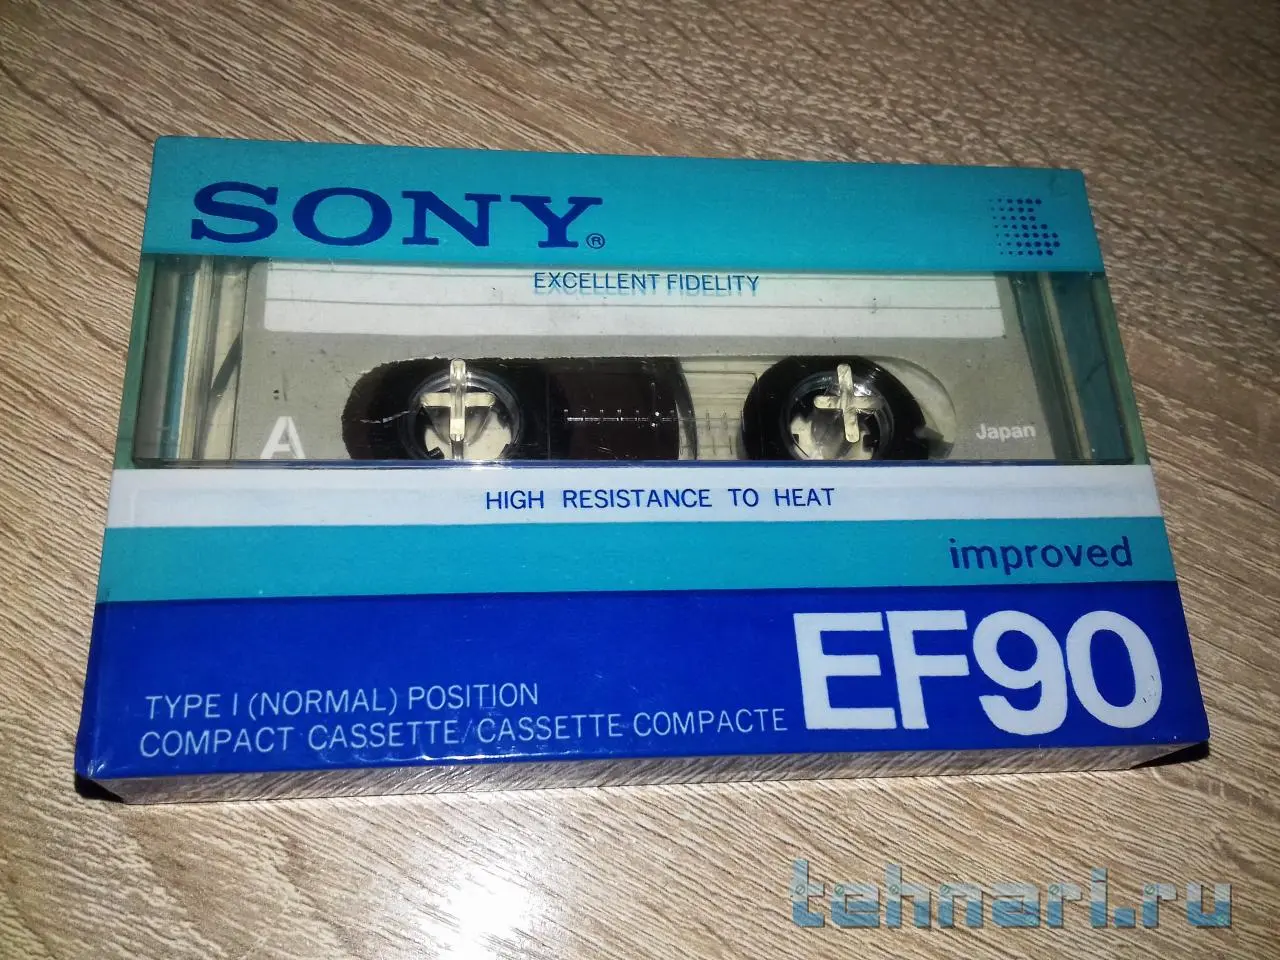 SONY®
EXCELLENT FIDELITY
A
Japan
HIGH RESISTANCE TO HEAT
improved
EF90
TYPE I (NORMAL) POSITION
COMPACT CASSETTE/CASSETTE COMPACTE
tehnari.ru